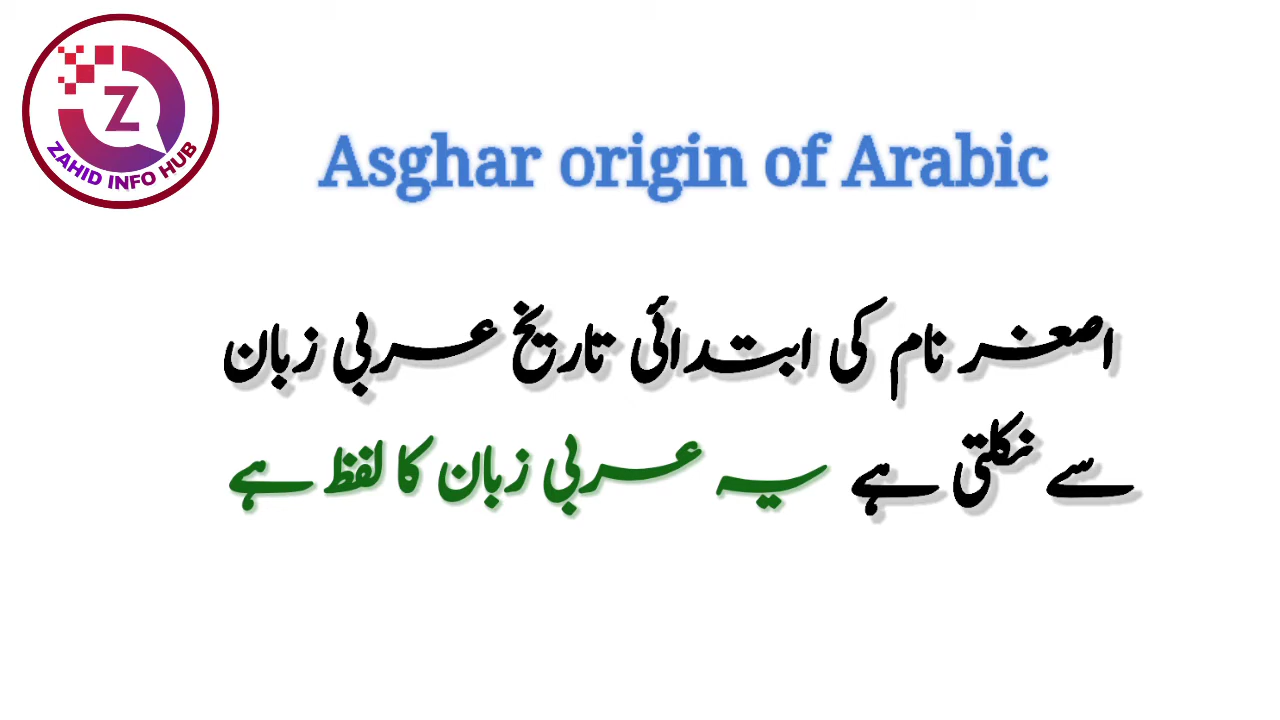 Z
ZAHID INFO HUB
Asghar origin of Arabic
اصغر نام کی ابتدائی تاریخ عربی زبان
سے نکلتی ہے یہ عربی زبان کا لفظ ہے